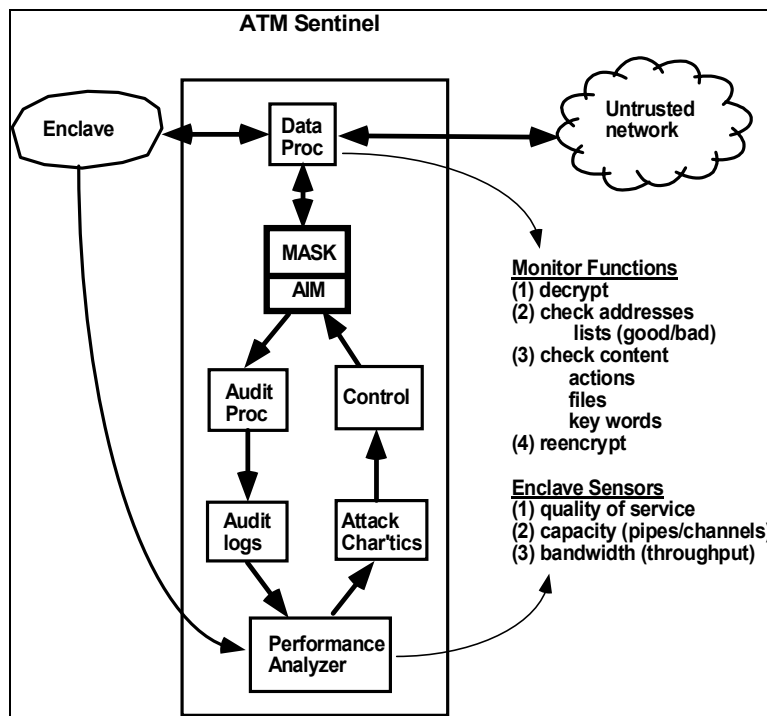 ATM Sentinel
Enclave
Data
Proc
Untrusted
network
MASK
AIM
Audit
Proc
Control
Audit
logs
Attack
Char'tics
Performance
Analyzer
Monitor Functions
(1) decrypt
(2) check addresses
lists (good/bad)
(3) check content
actions
files
key words
(4) reencrypt
Enclave Sensors
(1) quality of service
(2) capacity (pipes/channels)
(3) bandwidth (throughput)